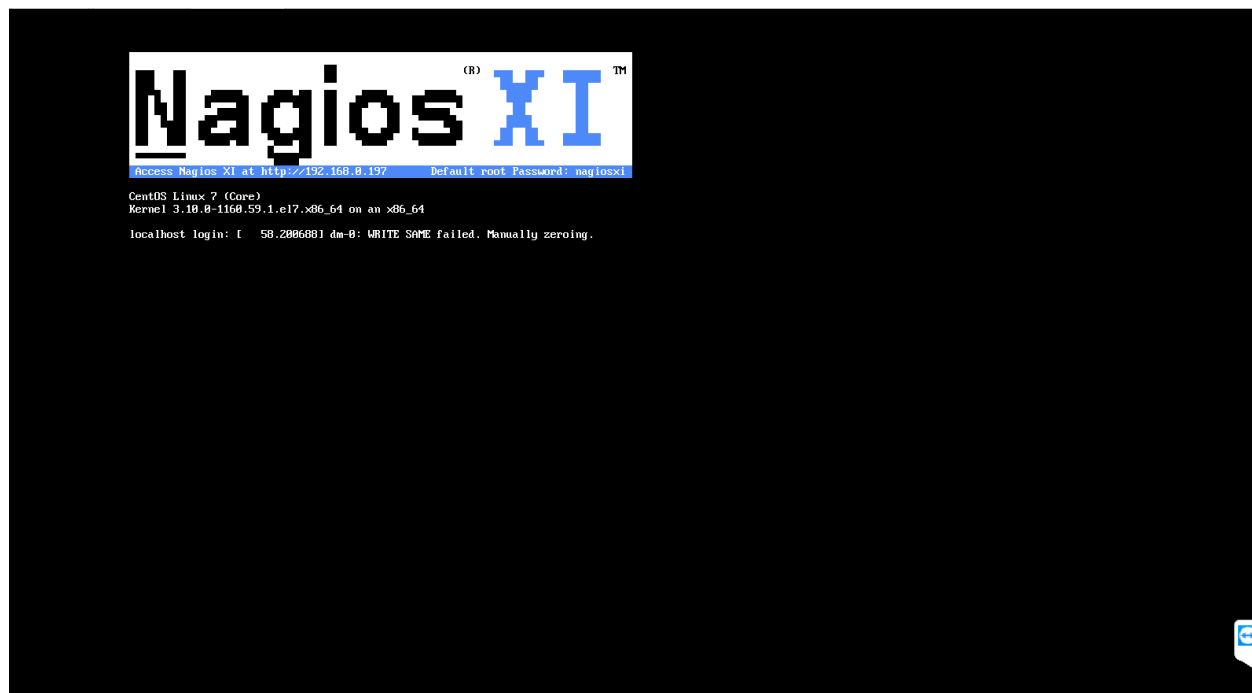 Nagios (R) XI TM
Access Nagios XI at http://192.168.0.197 Default root Password: nagiosxi
CentOS Linux 7 (Core)
Kernel 3.10.0-1160.59.1.el7.x86_64 on an x86_64
localhost login: [   58.200688] dm-0: WRITE SAME failed. Manually zeroing.